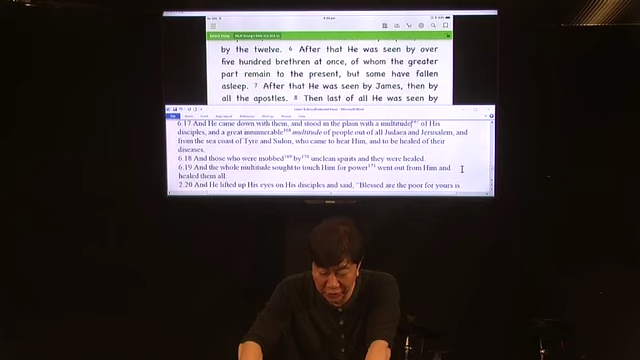 by the twelve. 6 After that He was seen by over
five hundred brethren at once, of whom the greater
part remain to the present, but some have fallen
asleep. 7 After that He was seen by James, then by
all the apostles. 8 Then last of all He was seen by
6.17 And He came down with them, and stood in the plain with a multitude of His
disciples, and a great innumerable168 multitude of people out of all Judaea and Jerusalem, and
from the sea coast of Tyre and Sidon, who came to hear Him, and to be healed of their
diseases.
6.18 And those who were mobbed169 by170 unclean spirits and they were healed.
6.19 And the whole multitude sought to touch Him for power171 went out from Him and
healed them all.
2.20 And He lifted up His eyes on His disciples and said, "Blessed are the poor for yours is